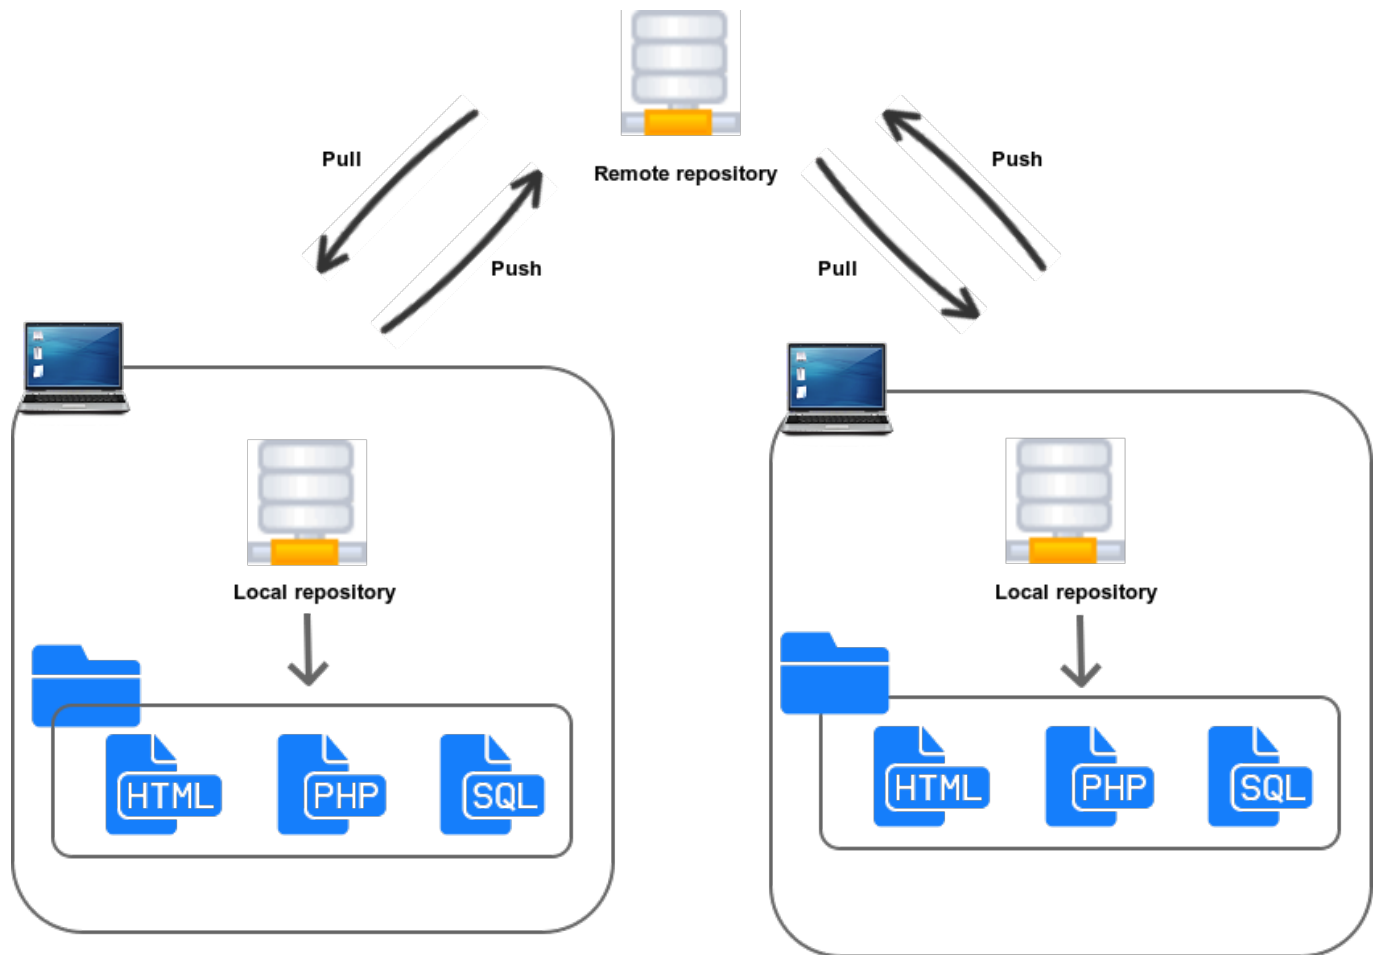 Pull
Remote repository
Push
Push
Pull
Local repository
Local repository
HTML
PHP
SQL
HTML
PHP
SQL